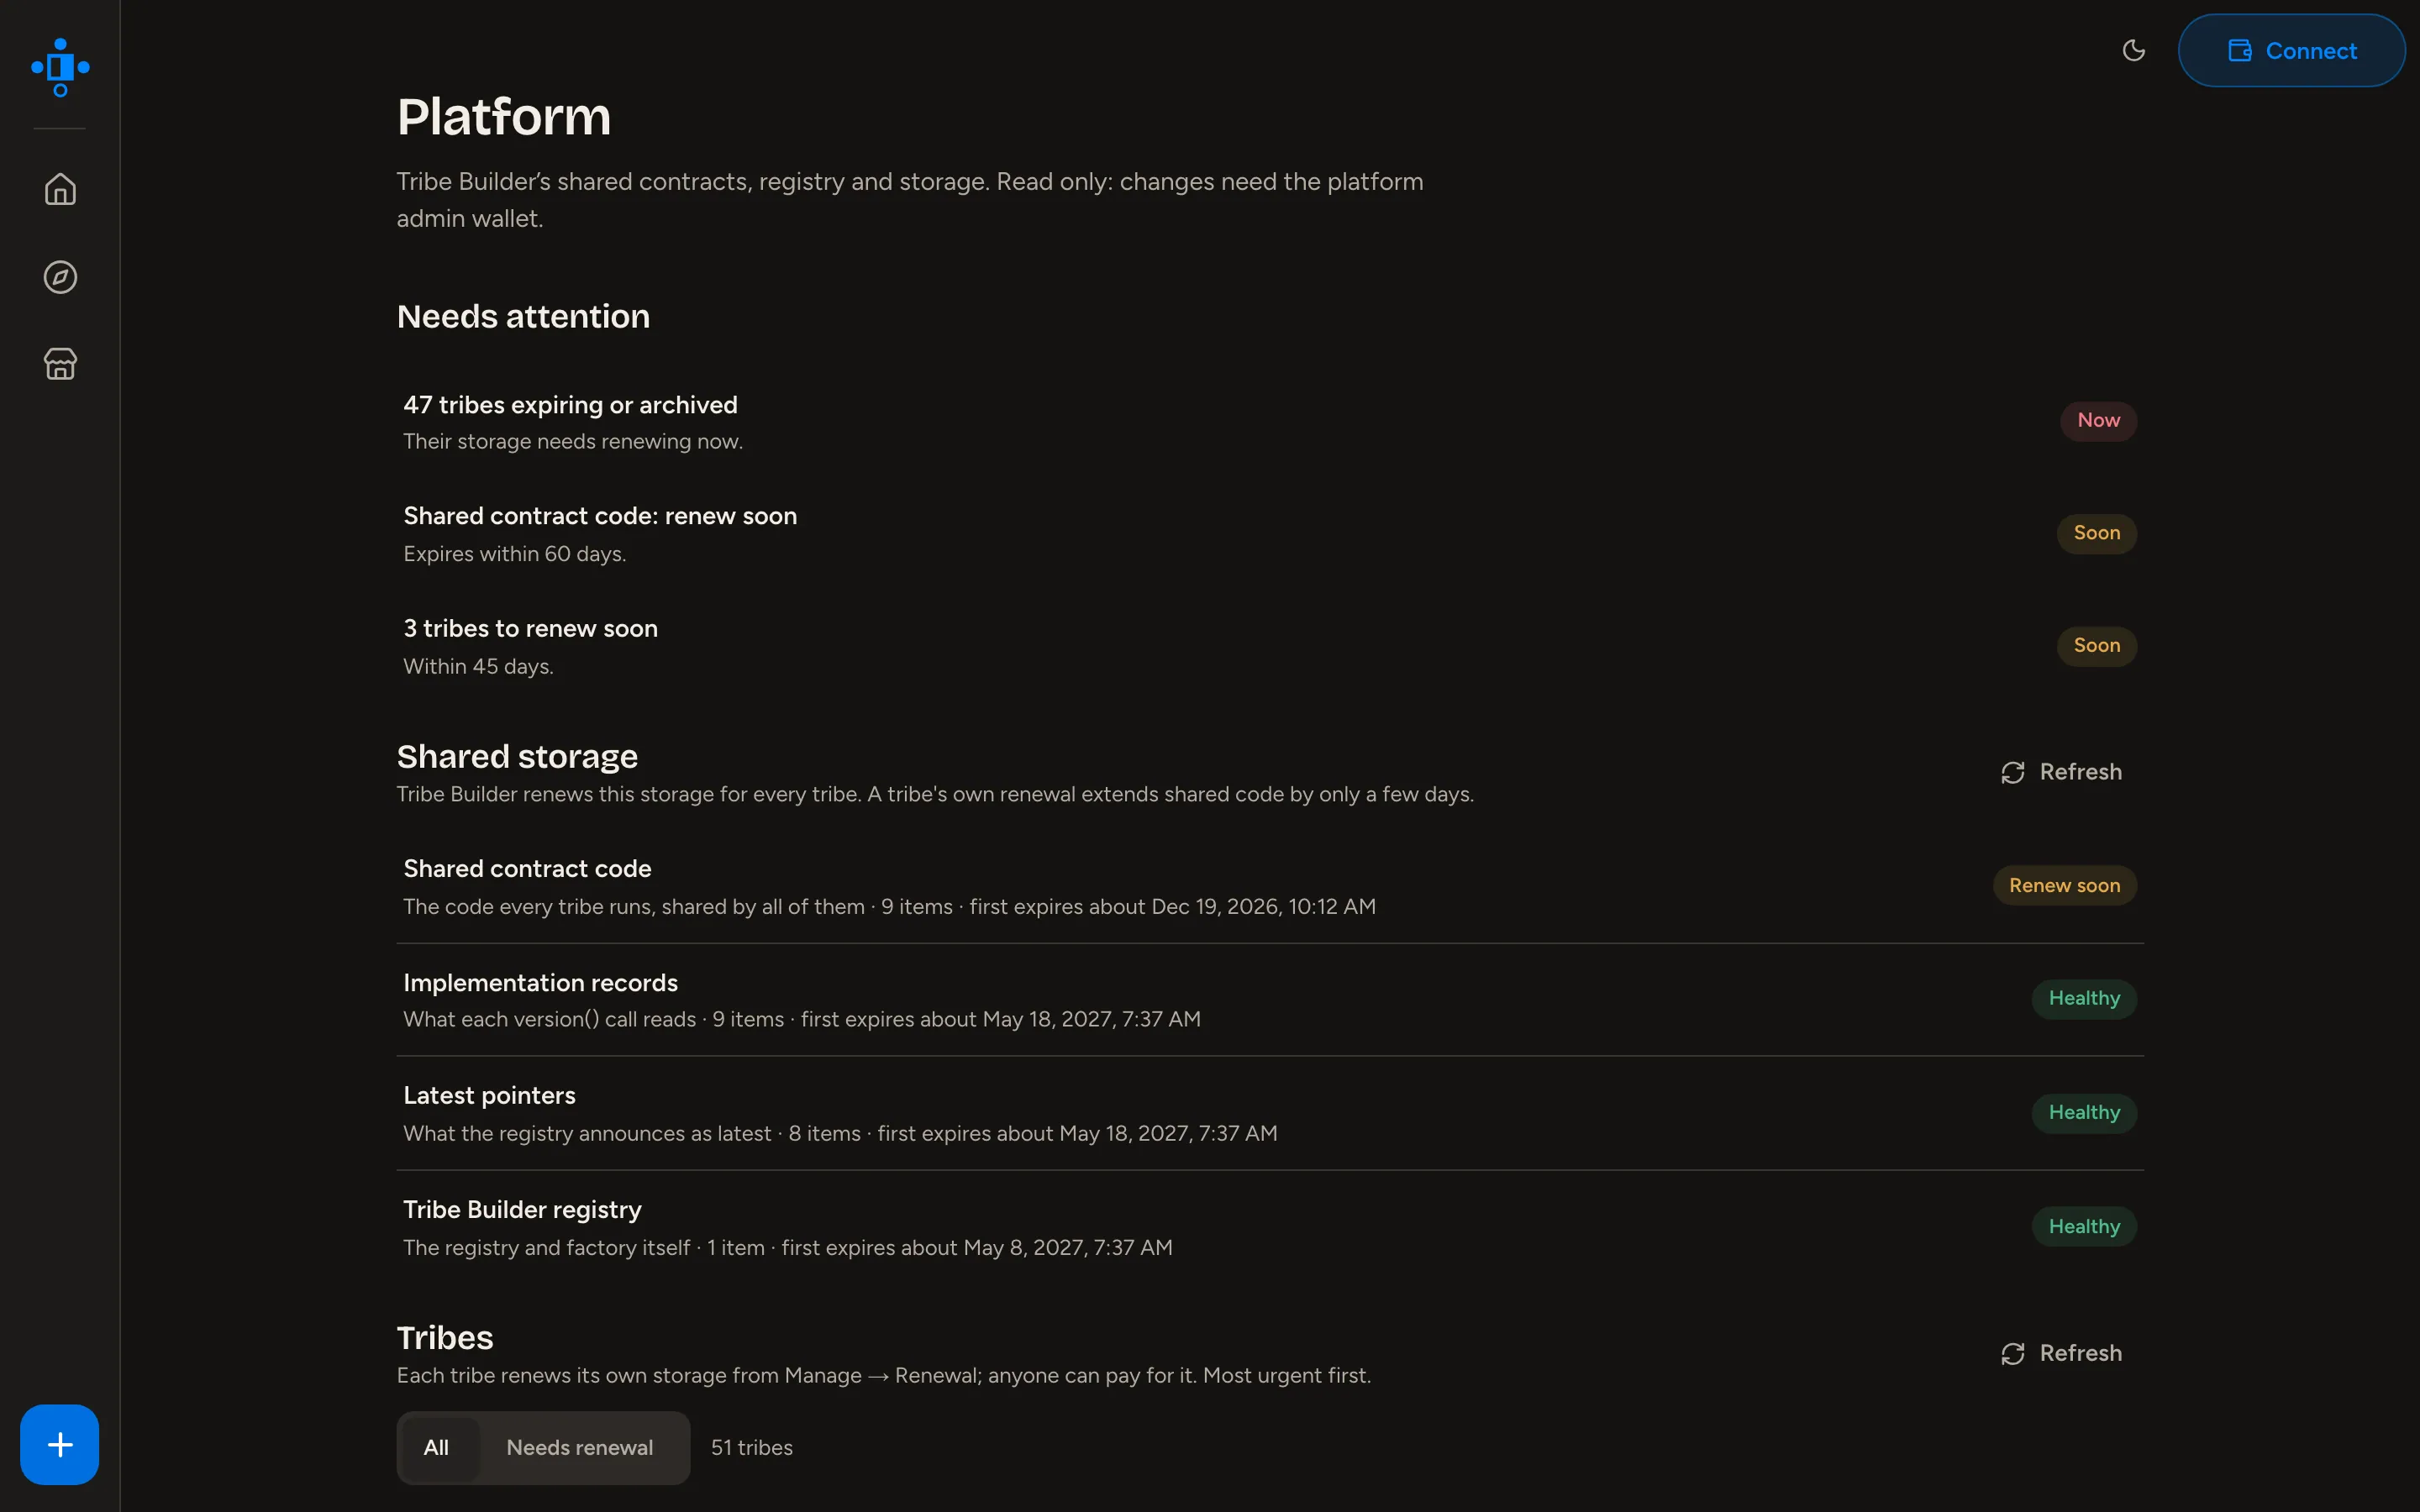 Connect
Platform
Tribe Builder’s shared contracts, registry and storage. Read only: changes need the platform
admin wallet.
Needs attention
47 tribes expiring or archived
Now
Their storage needs renewing now.
Shared contract code: renew soon
Soon
Expires within 60 days.
3 tribes to renew soon
Soon
Within 45 days.
Shared storage
Refresh
Tribe Builder renews this storage for every tribe. A tribe's own renewal extends shared code by only a few days.
Shared contract code
Renew soon
The code every tribe runs, shared by all of them · 9 items · first expires about Dec 19, 2026, 10:12 AM
Implementation records
Healthy
What each version() call reads · 9 items · first expires about May 18, 2027, 7:37 AM
Latest pointers
Healthy
What the registry announces as latest · 8 items · first expires about May 18, 2027, 7:37 AM
Tribe Builder registry
Healthy
The registry and factory itself · 1 item · first expires about May 8, 2027, 7:37 AM
Tribes
Refresh
Each tribe renews its own storage from Manage → Renewal; anyone can pay for it. Most urgent first.
All Needs renewal 51 tribes